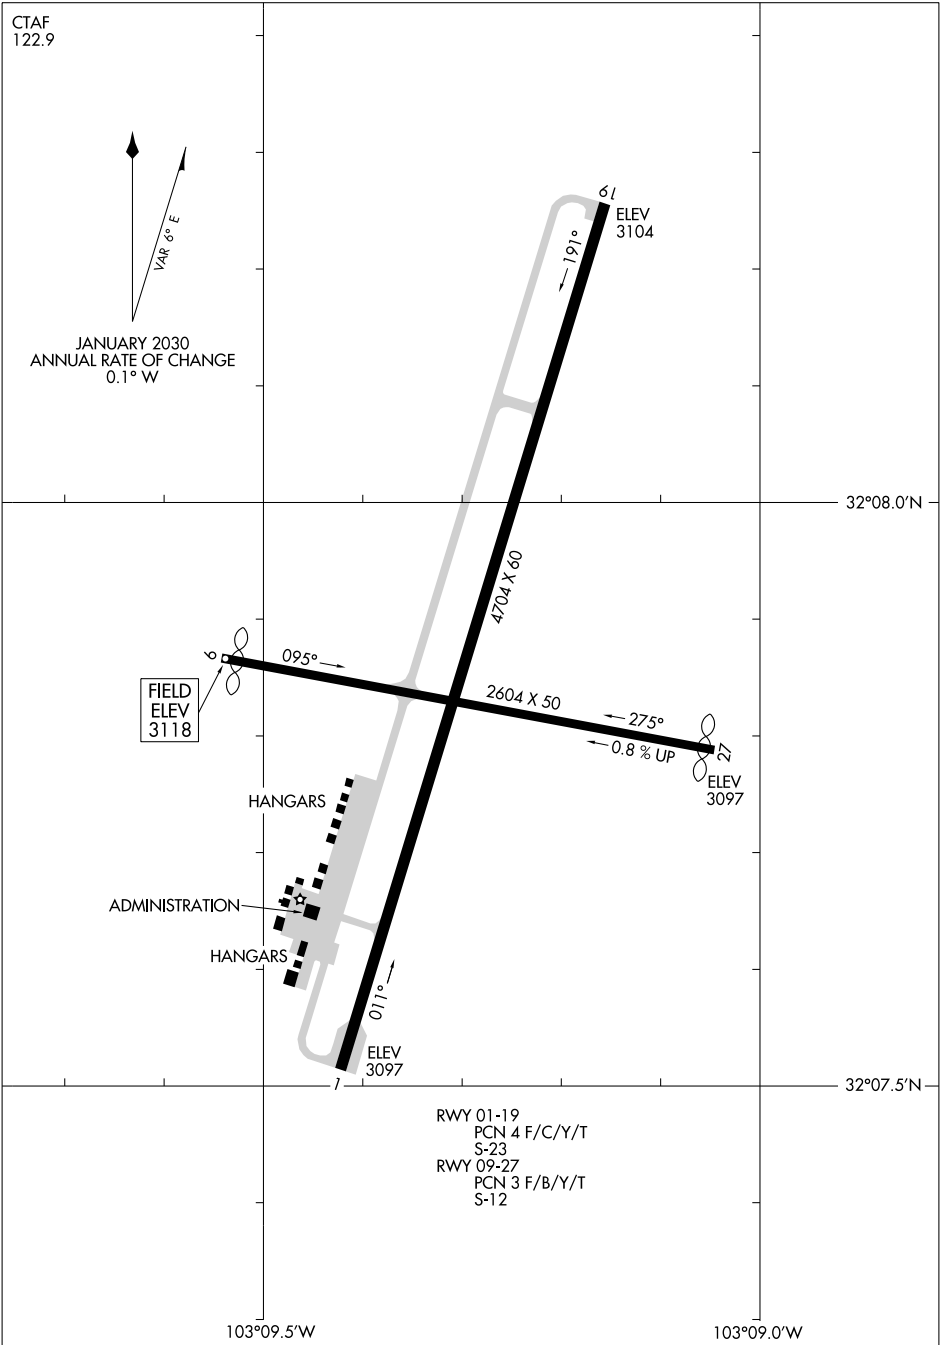 CTAF
122.9
VAR 6° E
JANUARY 2030
ANNUAL RATE OF CHANGE
0.1° W
19
ELEV
3104
191°
32°08.0'N
4704 X 60
9
095°
FIELD
ELEV
3118
2604 X 50
275°
0.8 % UP
27
ELEV
3097
HANGARS
ADMINISTRATION
HANGARS
011°
ELEV
3097
1
32°07.5'N
RWY 01-19
PCN 4 F/C/Y/T
S-23
RWY 09-27
PCN 3 F/B/Y/T
S-12
103°09.5'W
103°09.0'W